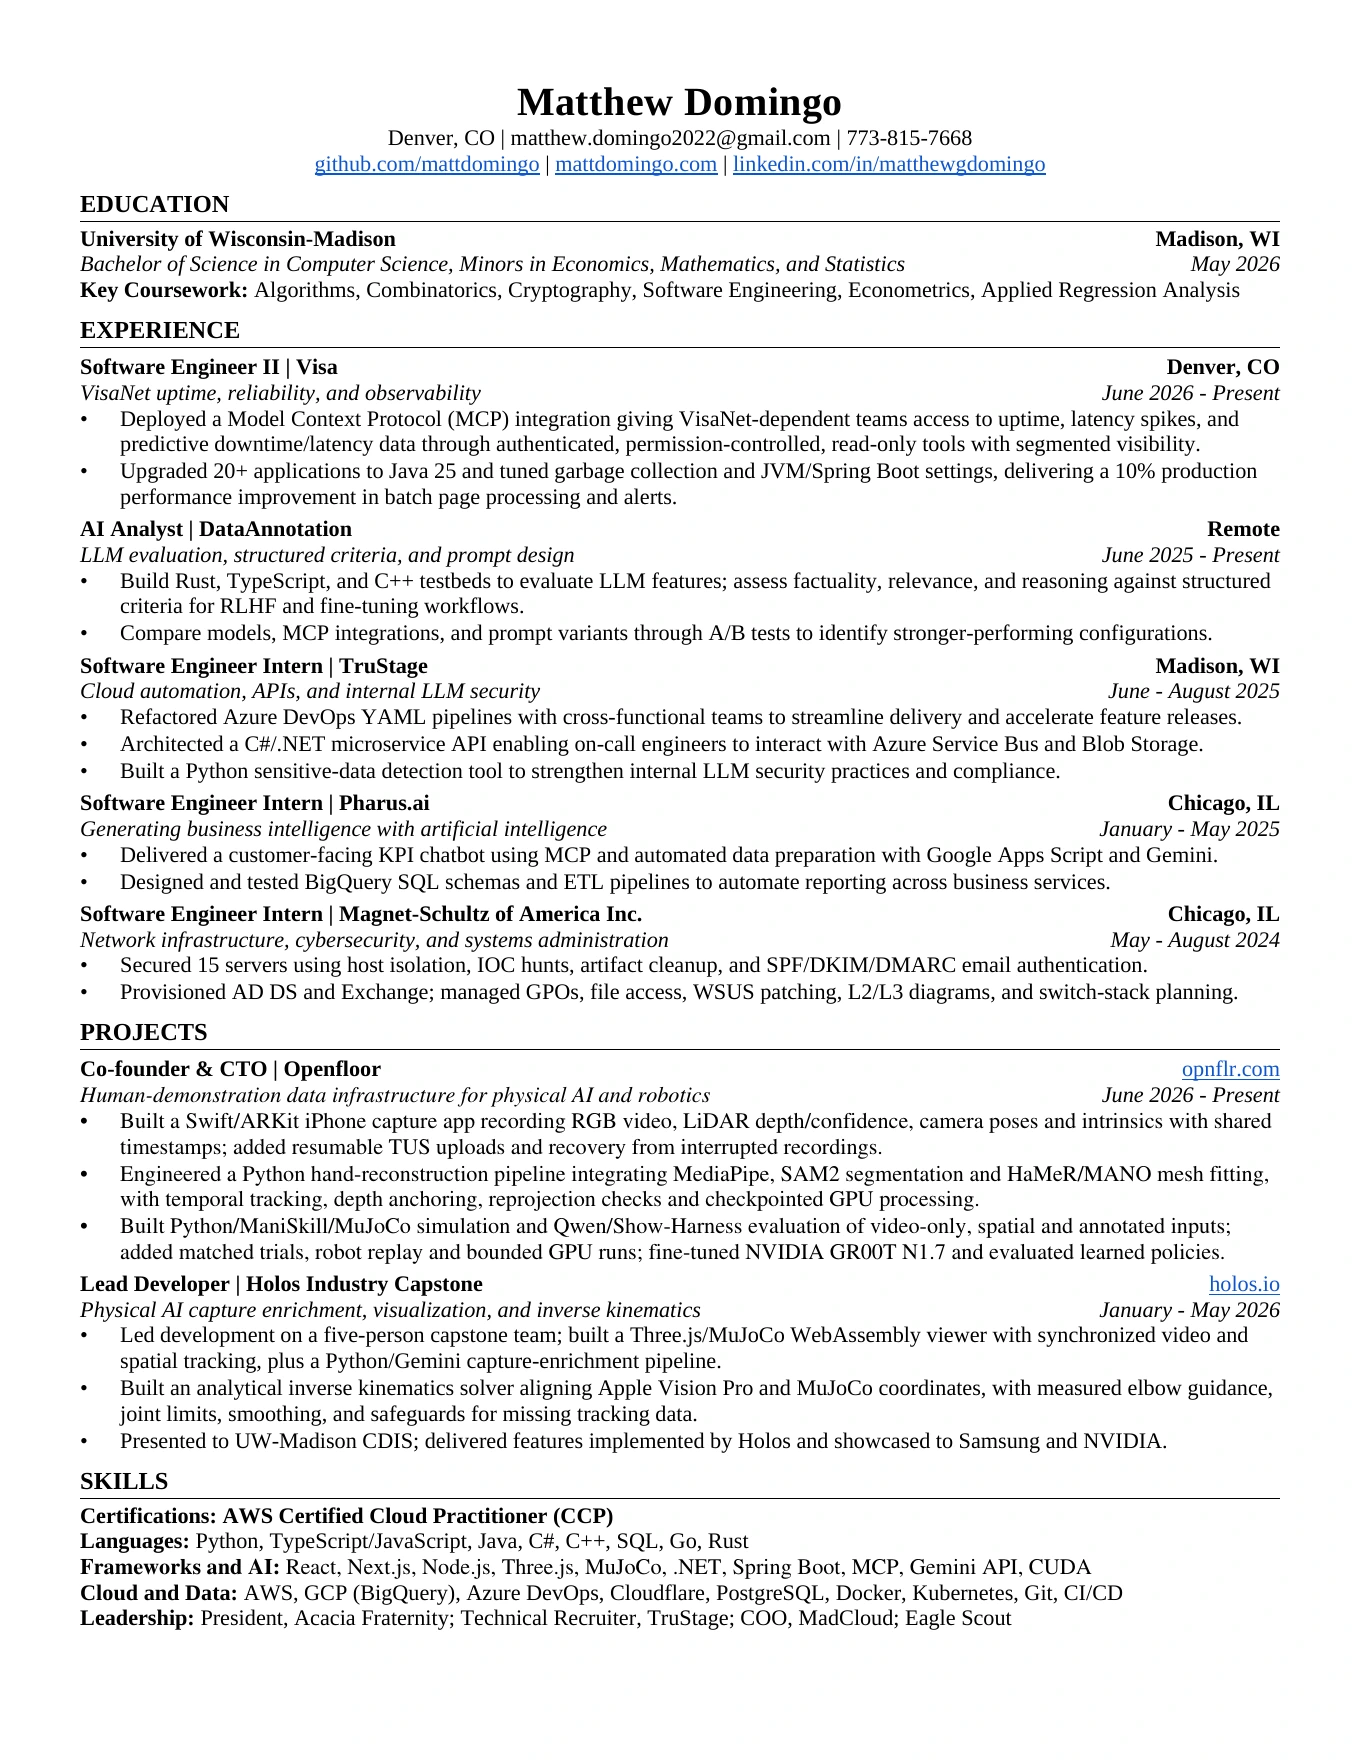 Matthew Domingo
Denver, CO | matthew.domingo2022@gmail.com | 773-815-7668
github.com/mattdomingo | mattdomingo.com | linkedin.com/in/matthewgdomingo
EDUCATION
University of Wisconsin-Madison Madison, WI
Bachelor of Science in Computer Science, Minors in Economics, Mathematics, and Statistics May 2026
Key Coursework: Algorithms, Combinatorics, Cryptography, Software Engineering, Econometrics, Applied Regression Analysis
EXPERIENCE
Software Engineer II | Visa Denver, CO
VisaNet uptime, reliability, and observability June 2026 - Present
• Deployed a Model Context Protocol (MCP) integration giving VisaNet-dependent teams access to uptime, latency spikes, and
predictive downtime/latency data through authenticated, permission-controlled, read-only tools with segmented visibility.
• Upgraded 20+ applications to Java 25 and tuned garbage collection and JVM/Spring Boot settings, delivering a 10% production
performance improvement in batch page processing and alerts.
AI Analyst | DataAnnotation Remote
LLM evaluation, structured criteria, and prompt design June 2025 - Present
• Build Rust, TypeScript, and C++ testbeds to evaluate LLM features; assess factuality, relevance, and reasoning against structured
criteria for RLHF and fine-tuning workflows.
• Compare models, MCP integrations, and prompt variants through A/B tests to identify stronger-performing configurations.
Software Engineer Intern | TruStage Madison, WI
Cloud automation, APIs, and internal LLM security June - August 2025
• Refactored Azure DevOps YAML pipelines with cross-functional teams to streamline delivery and accelerate feature releases.
• Architected a C#/.NET microservice API enabling on-call engineers to interact with Azure Service Bus and Blob Storage.
• Built a Python sensitive-data detection tool to strengthen internal LLM security practices and compliance.
Software Engineer Intern | Pharus.ai Chicago, IL
Generating business intelligence with artificial intelligence January - May 2025
• Delivered a customer-facing KPI chatbot using MCP and automated data preparation with Google Apps Script and Gemini.
• Designed and tested BigQuery SQL schemas and ETL pipelines to automate reporting across business services.
Software Engineer Intern | Magnet-Schultz of America Inc. Chicago, IL
Network infrastructure, cybersecurity, and systems administration May - August 2024
• Secured 15 servers using host isolation, IOC hunts, artifact cleanup, and SPF/DKIM/DMARC email authentication.
• Provisioned AD DS and Exchange; managed GPOs, file access, WSUS patching, L2/L3 diagrams, and switch-stack planning.
PROJECTS
Co-founder & CTO | Openfloor opnflr.com
Human-demonstration data infrastructure for physical AI and robotics June 2026 - Present
• Built a Swift/ARKit iPhone capture app recording RGB video, LiDAR depth/confidence, camera poses and intrinsics with shared
timestamps; added resumable TUS uploads and recovery from interrupted recordings.
• Engineered a Python hand-reconstruction pipeline integrating MediaPipe, SAM2 segmentation and HaMeR/MANO mesh fitting,
with temporal tracking, depth anchoring, reprojection checks and checkpointed GPU processing.
• Built Python/ManiSkill/MuJoCo simulation and Qwen/Show-Harness evaluation of video-only, spatial and annotated inputs;
added matched trials, robot replay and bounded GPU runs; fine-tuned NVIDIA GR00T N1.7 and evaluated learned policies.
Lead Developer | Holos Industry Capstone holos.io
Physical AI capture enrichment, visualization, and inverse kinematics January - May 2026
• Led development on a five-person capstone team; built a Three.js/MuJoCo WebAssembly viewer with synchronized video and
spatial tracking, plus a Python/Gemini capture-enrichment pipeline.
• Built an analytical inverse kinematics solver aligning Apple Vision Pro and MuJoCo coordinates, with measured elbow guidance,
joint limits, smoothing, and safeguards for missing tracking data.
• Presented to UW-Madison CDIS; delivered features implemented by Holos and showcased to Samsung and NVIDIA.
SKILLS
Certifications: AWS Certified Cloud Practitioner (CCP)
Languages: Python, TypeScript/JavaScript, Java, C#, C++, SQL, Go, Rust
Frameworks and AI: React, Next.js, Node.js, Three.js, MuJoCo, .NET, Spring Boot, MCP, Gemini API, CUDA
Cloud and Data: AWS, GCP (BigQuery), Azure DevOps, Cloudflare, PostgreSQL, Docker, Kubernetes, Git, CI/CD
Leadership: President, Acacia Fraternity; Technical Recruiter, TruStage; COO, MadCloud; Eagle Scout